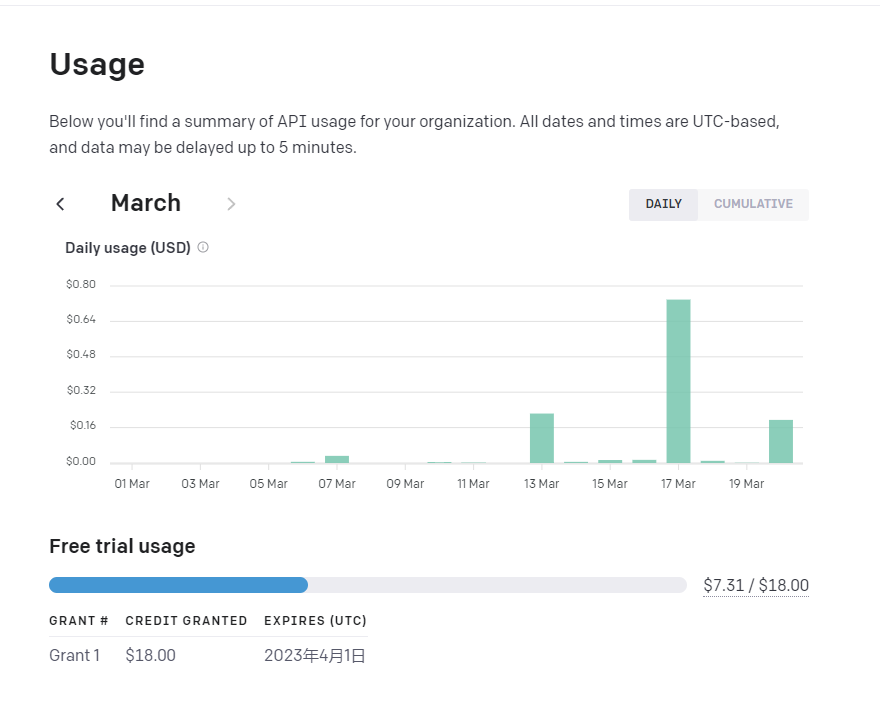 Usage
Below you'll find a summary of API usage for your organization. All dates and times are UTC-based,
and data may be delayed up to 5 minutes.
March
DAILY CUMULATIVE
Daily usage (USD)
$0.80
$0.64
$0.48
$0.32
$0.16
$0.00
01 Mar 03 Mar 05 Mar 07 Mar 09 Mar 11 Mar 13 Mar 15 Mar 17 Mar 19 Mar
Free trial usage
$7.31 / $18.00
GRANT # CREDIT GRANTED EXPIRES (UTC)
Grant 1 $18.00 2023年4月1日